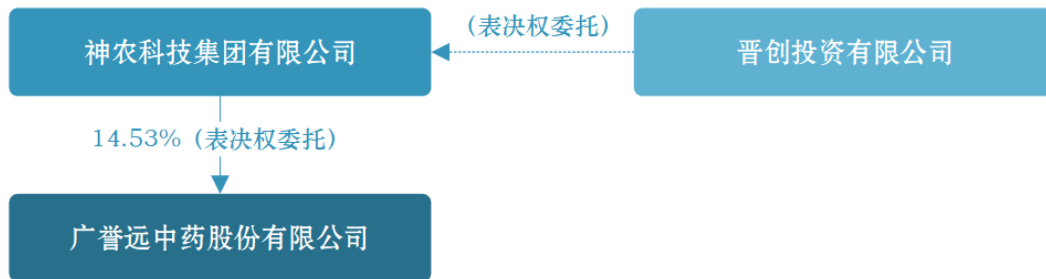 （表决权委托）
神农科技集团有限公司
晋创投资有限公司
14.53%（表决权委托）
广誉远中药股份有限公司